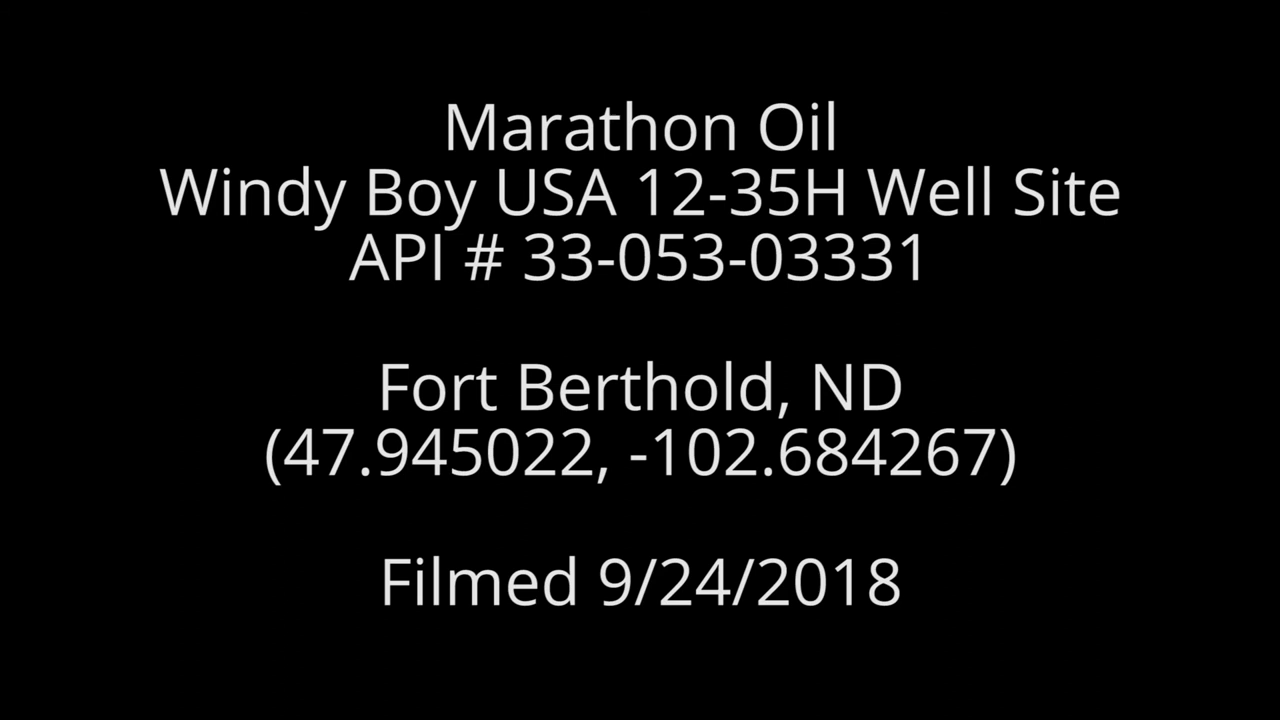 Marathon Oil
Windy Boy USA 12-35H Well Site
API # 33-053-03331
Fort Berthold, ND
(47.945022, -102.684267)
Filmed 9/24/2018